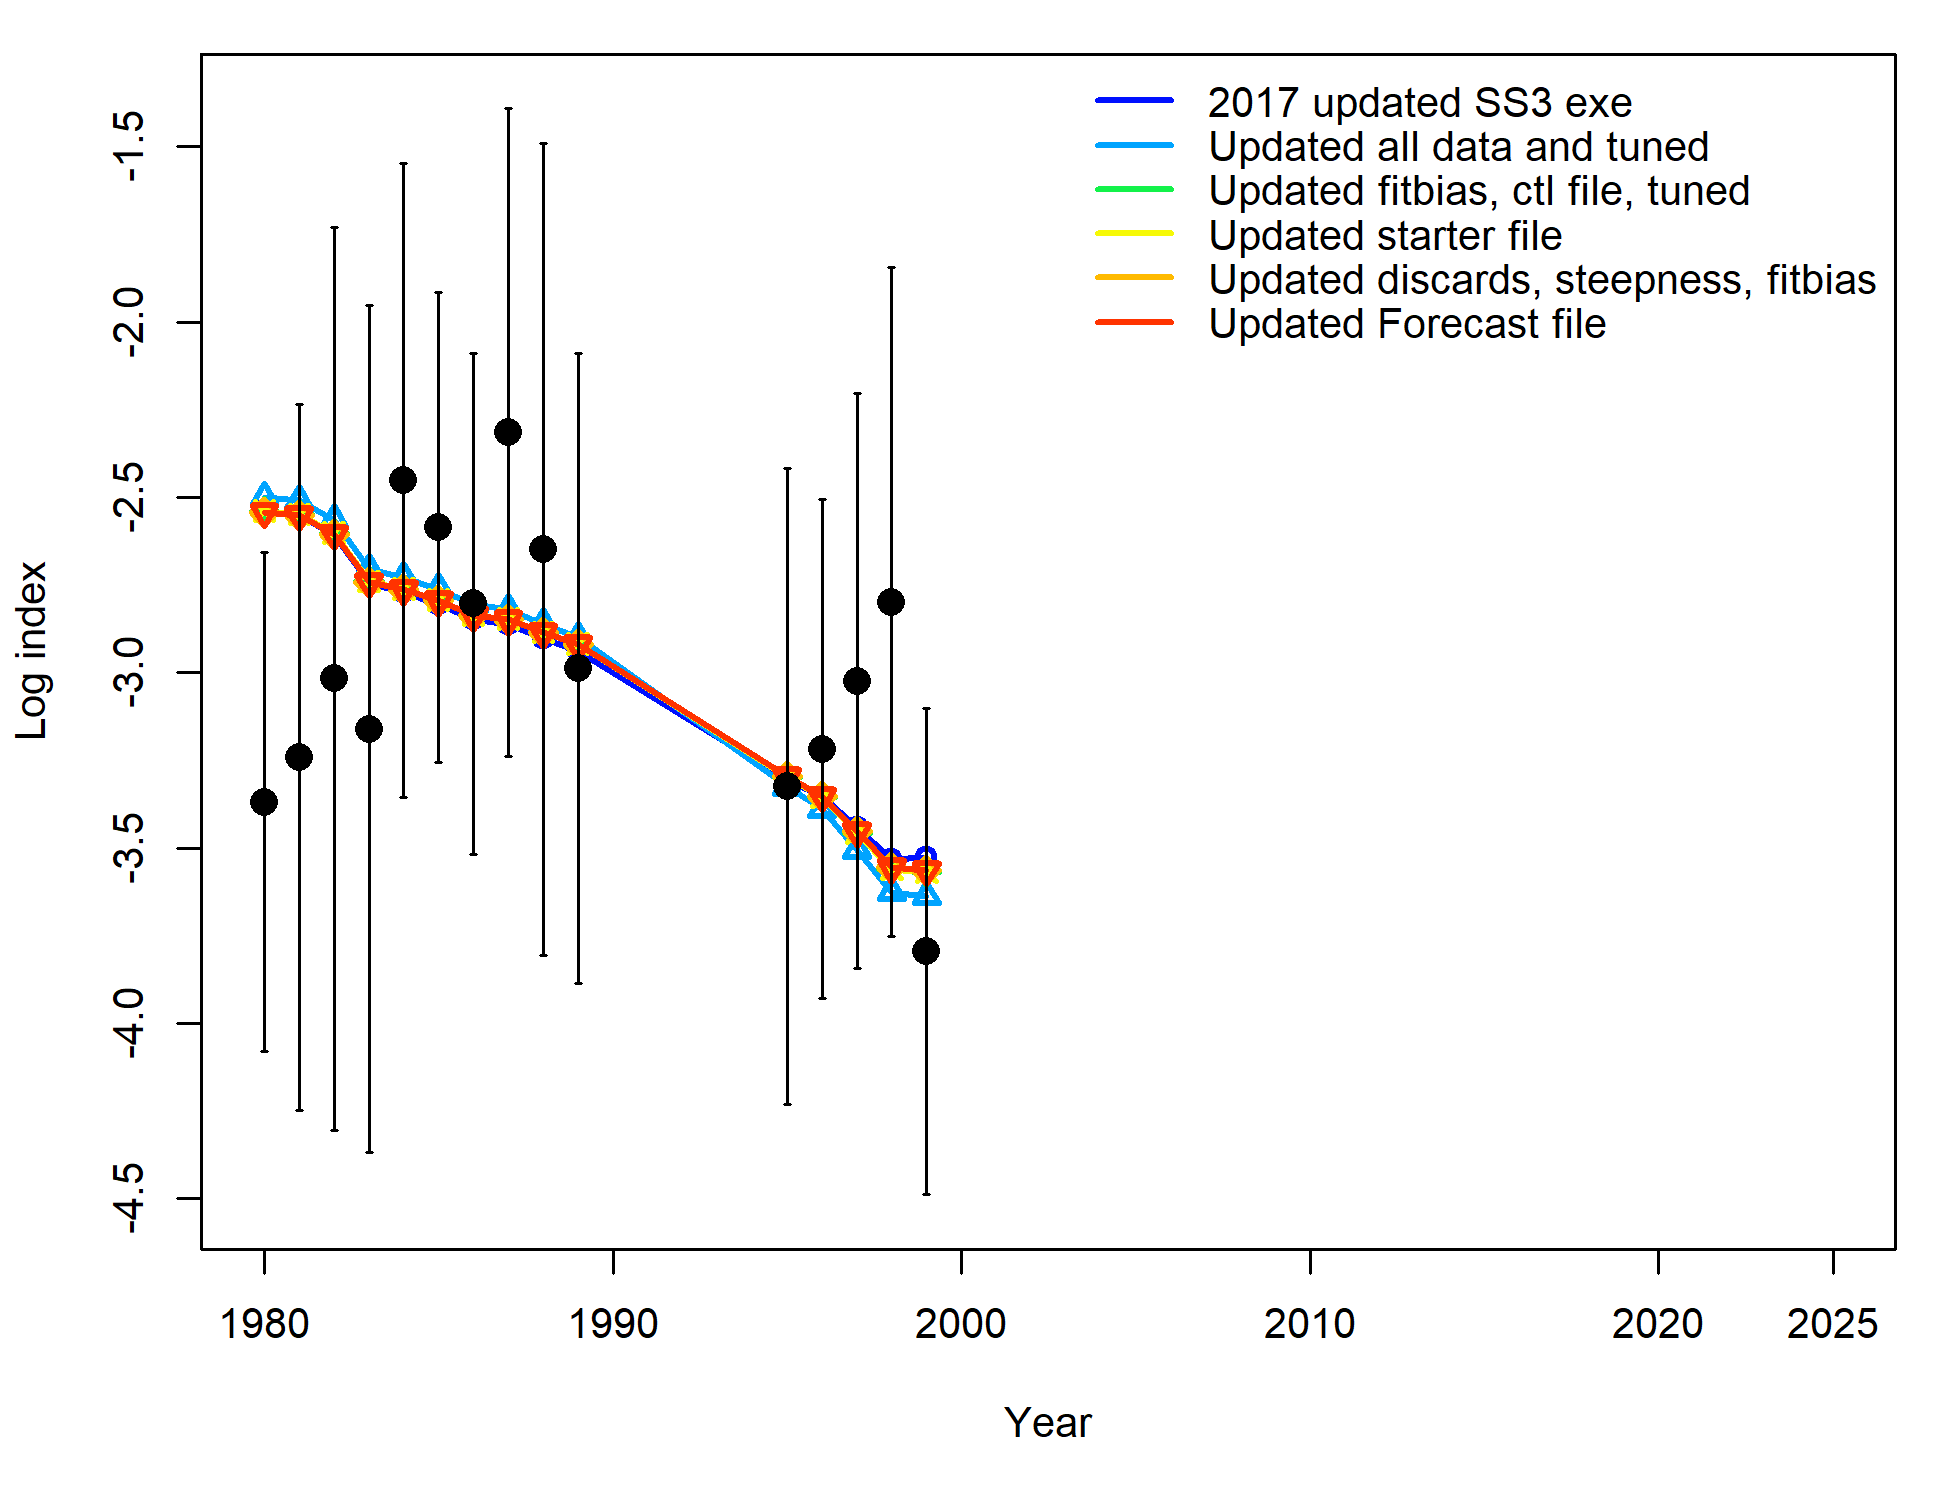 2017 updated SS3 exe
Updated all data and tuned
Updated fitbias, ctl file, tuned
Updated starter file
Updated discards, steepness, fitbias
Updated Forecast file
Log index
-1.5
-2.0
-2.5
-3.0
-3.5
-4.0
-4.5
1980 1990 2000 2010 2020 2025
Year